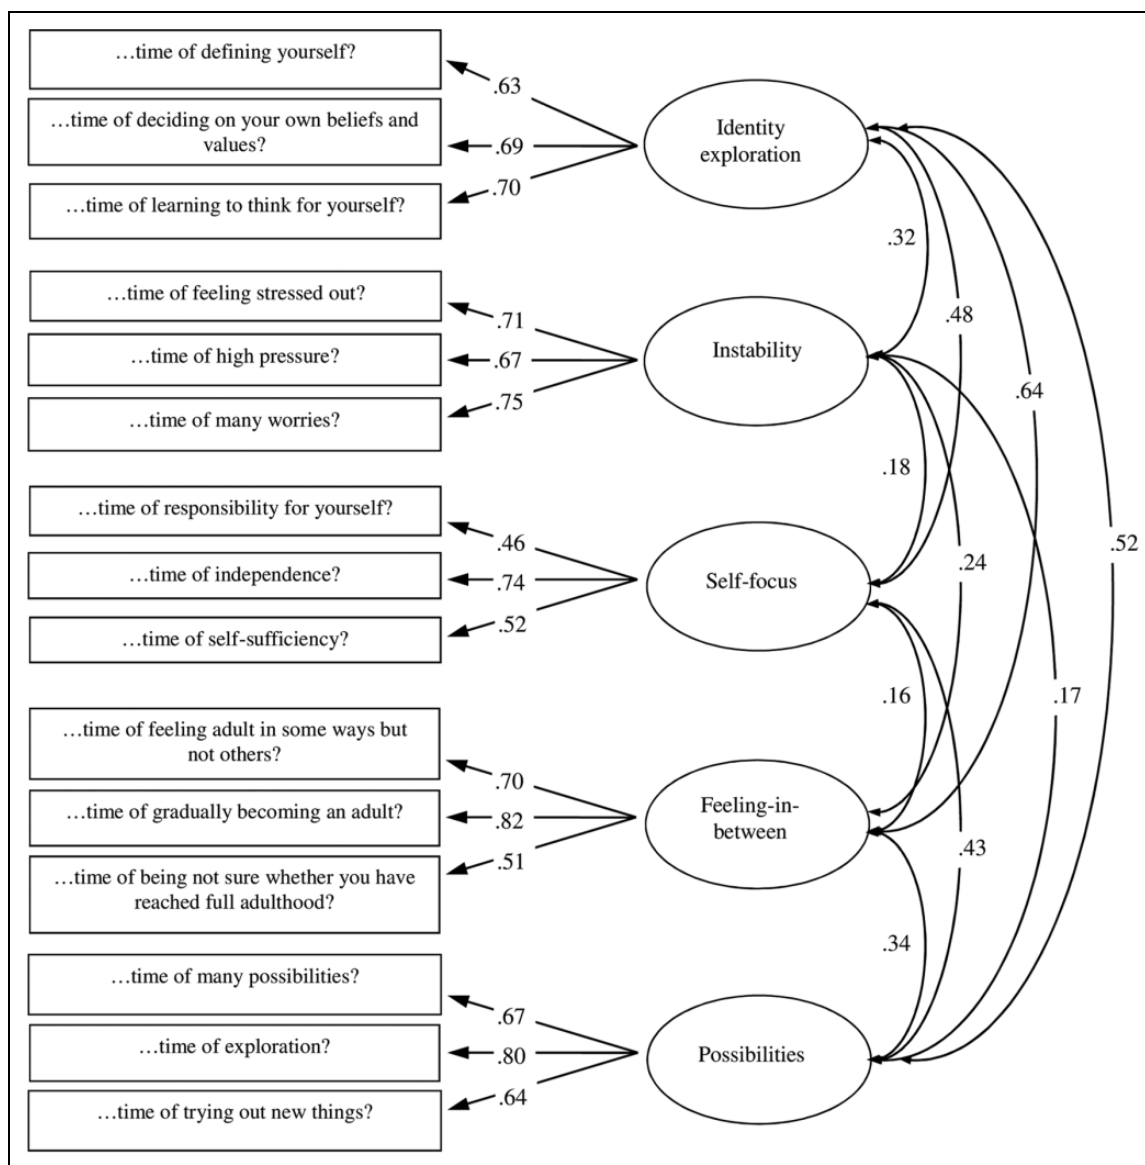 …time of defining yourself?
.63
…time of deciding on your own beliefs and
values?
.69
…time of learning to think for yourself?
.70
Identity
exploration
.32
…time of feeling stressed out?
.71
…time of high pressure?
.67
…time of many worries?
.75
Instability
.48
.64
.18
…time of responsibility for yourself?
.46
…time of independence?
.74
…time of self-sufficiency?
.52
Self-focus
.24
.52
.16
.17
…time of feeling adult in some ways but
not others?
.70
…time of gradually becoming an adult?
.82
…time of being not sure whether you have
reached full adulthood?
.51
Feeling-in-
between
.43
.34
…time of many possibilities?
.67
…time of exploration?
.80
…time of trying out new things?
.64
Possibilities